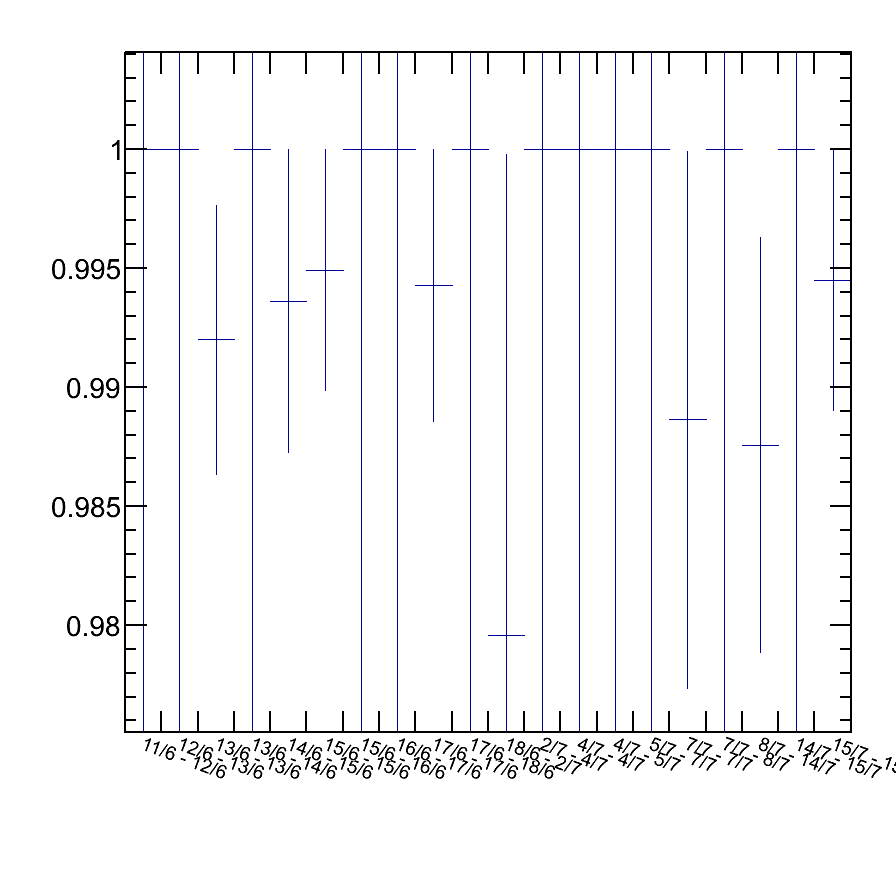 1
0.995
0.99
0.985
0.98
11/6 - 12/6
12/6 - 13/6
13/6 - 13/6
13/6 - 14/6
14/6 - 15/6
15/6 - 15/6
15/6 - 16/6
16/6 - 17/6
17/6 - 17/6
17/6 - 18/6
18/6 - 2/7
2/7 - 4/7
4/7 - 4/7
4/7 - 5/7
5/7 - 7/7
7/7 - 7/7
7/7 - 8/7
8/7 - 14/7
14/7 - 15/7
15/7 - 15